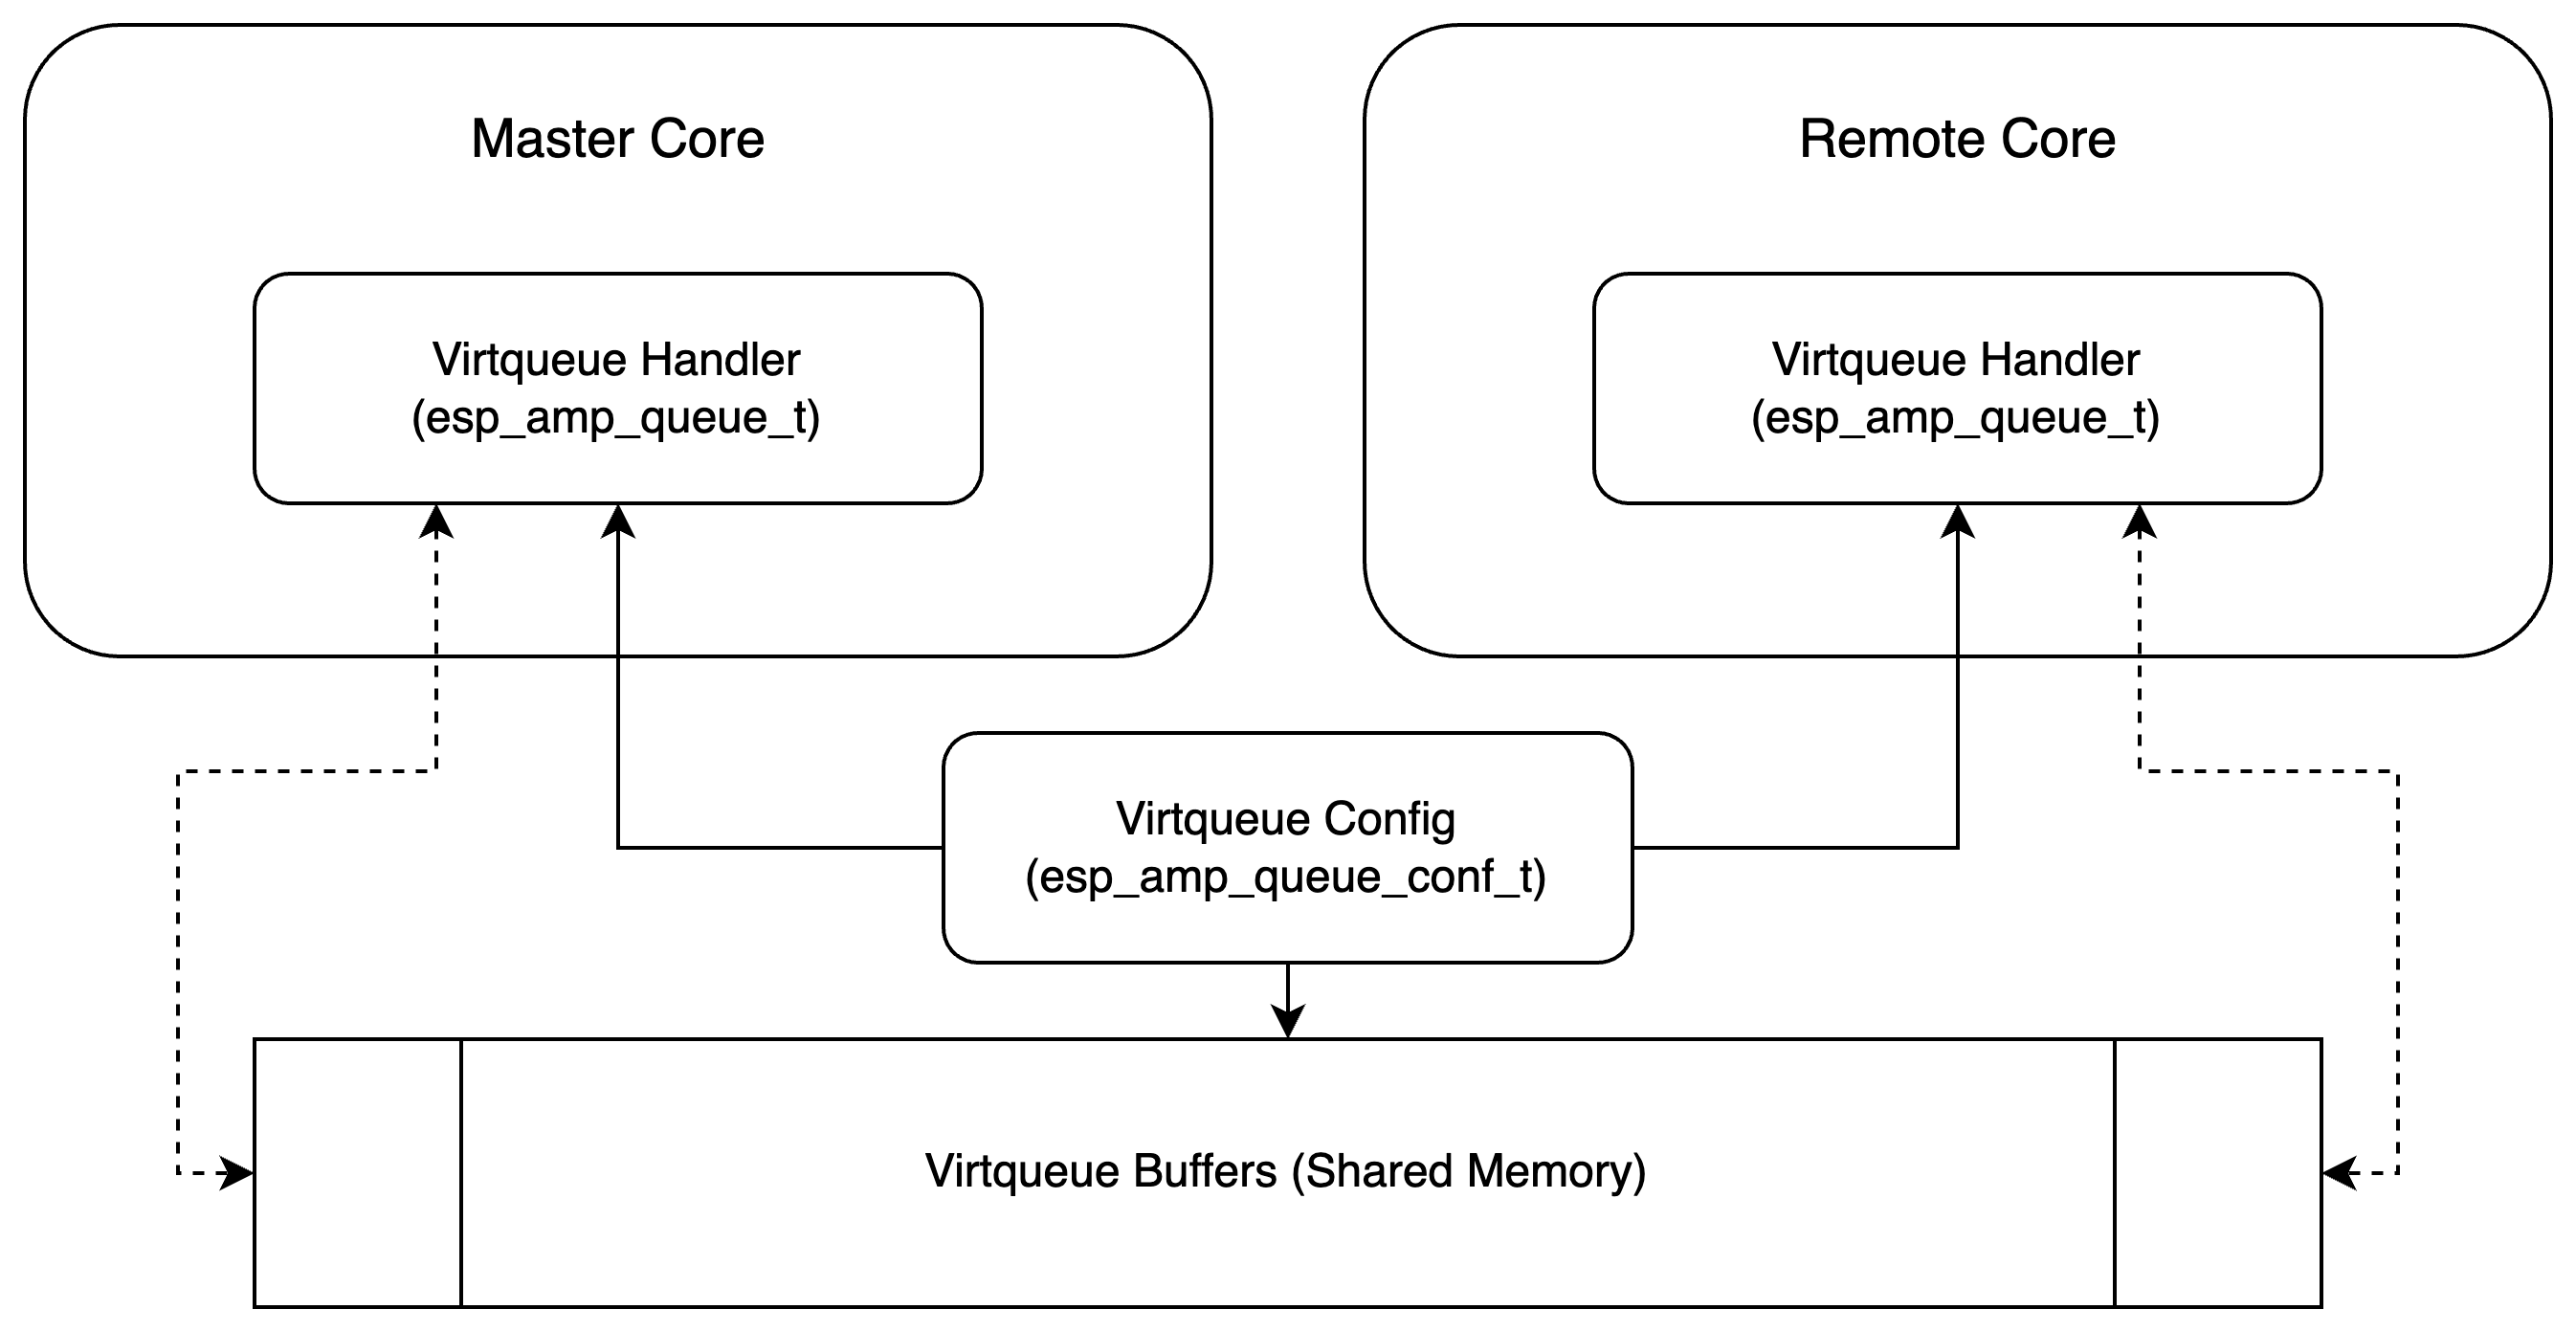 Master Core
Remote Core
Virtqueue Handler
(esp_amp_queue_t)
Virtqueue Handler
(esp_amp_queue_t)
Virtqueue Config
(esp_amp_queue_conf_t)
Virtqueue Buffers (Shared Memory)